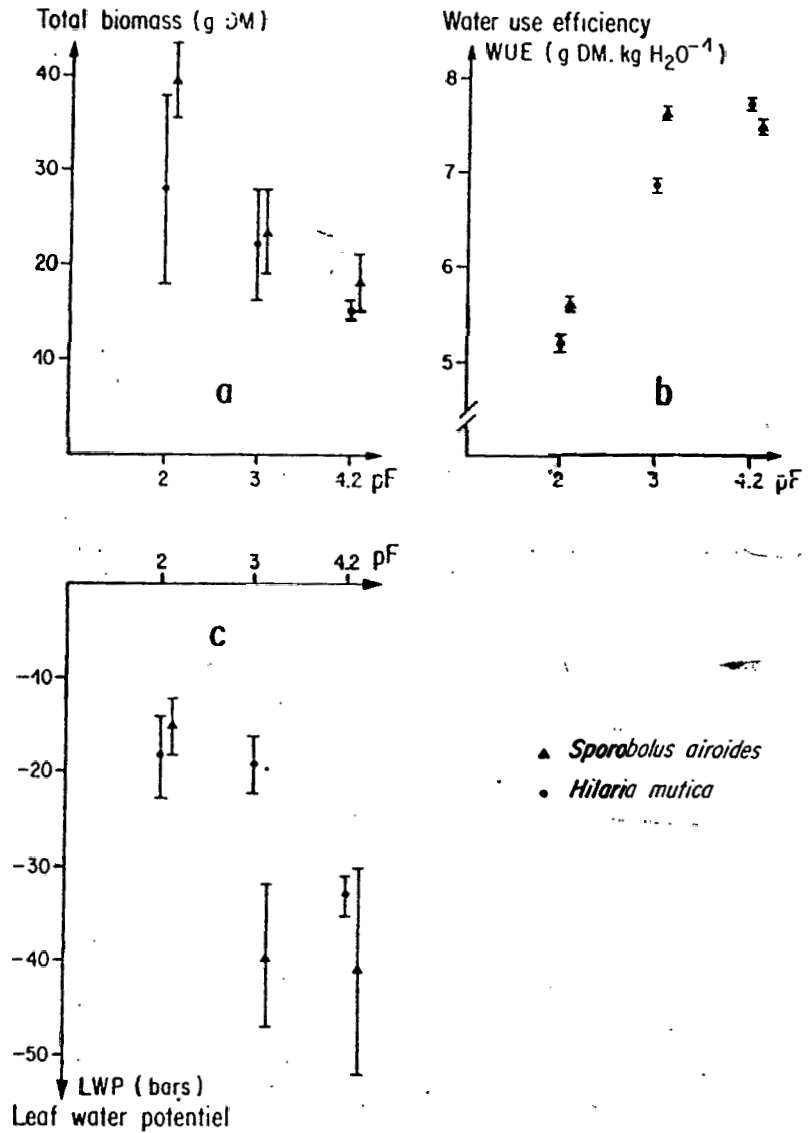 Total biomass (g DM)
40
30
20
10
a
2 3 4.2 pF
Water use efficiency
WUE (g DM. kg H₂O⁻¹)
8
7
6
5
b
2 3 4.2 pF
2 3 4.2 pF
c
-10
-20
-30
-40
-50
LWP (bars)
Leaf water potentiel
▲ Sporobolus airoides
• Hilaria mutica